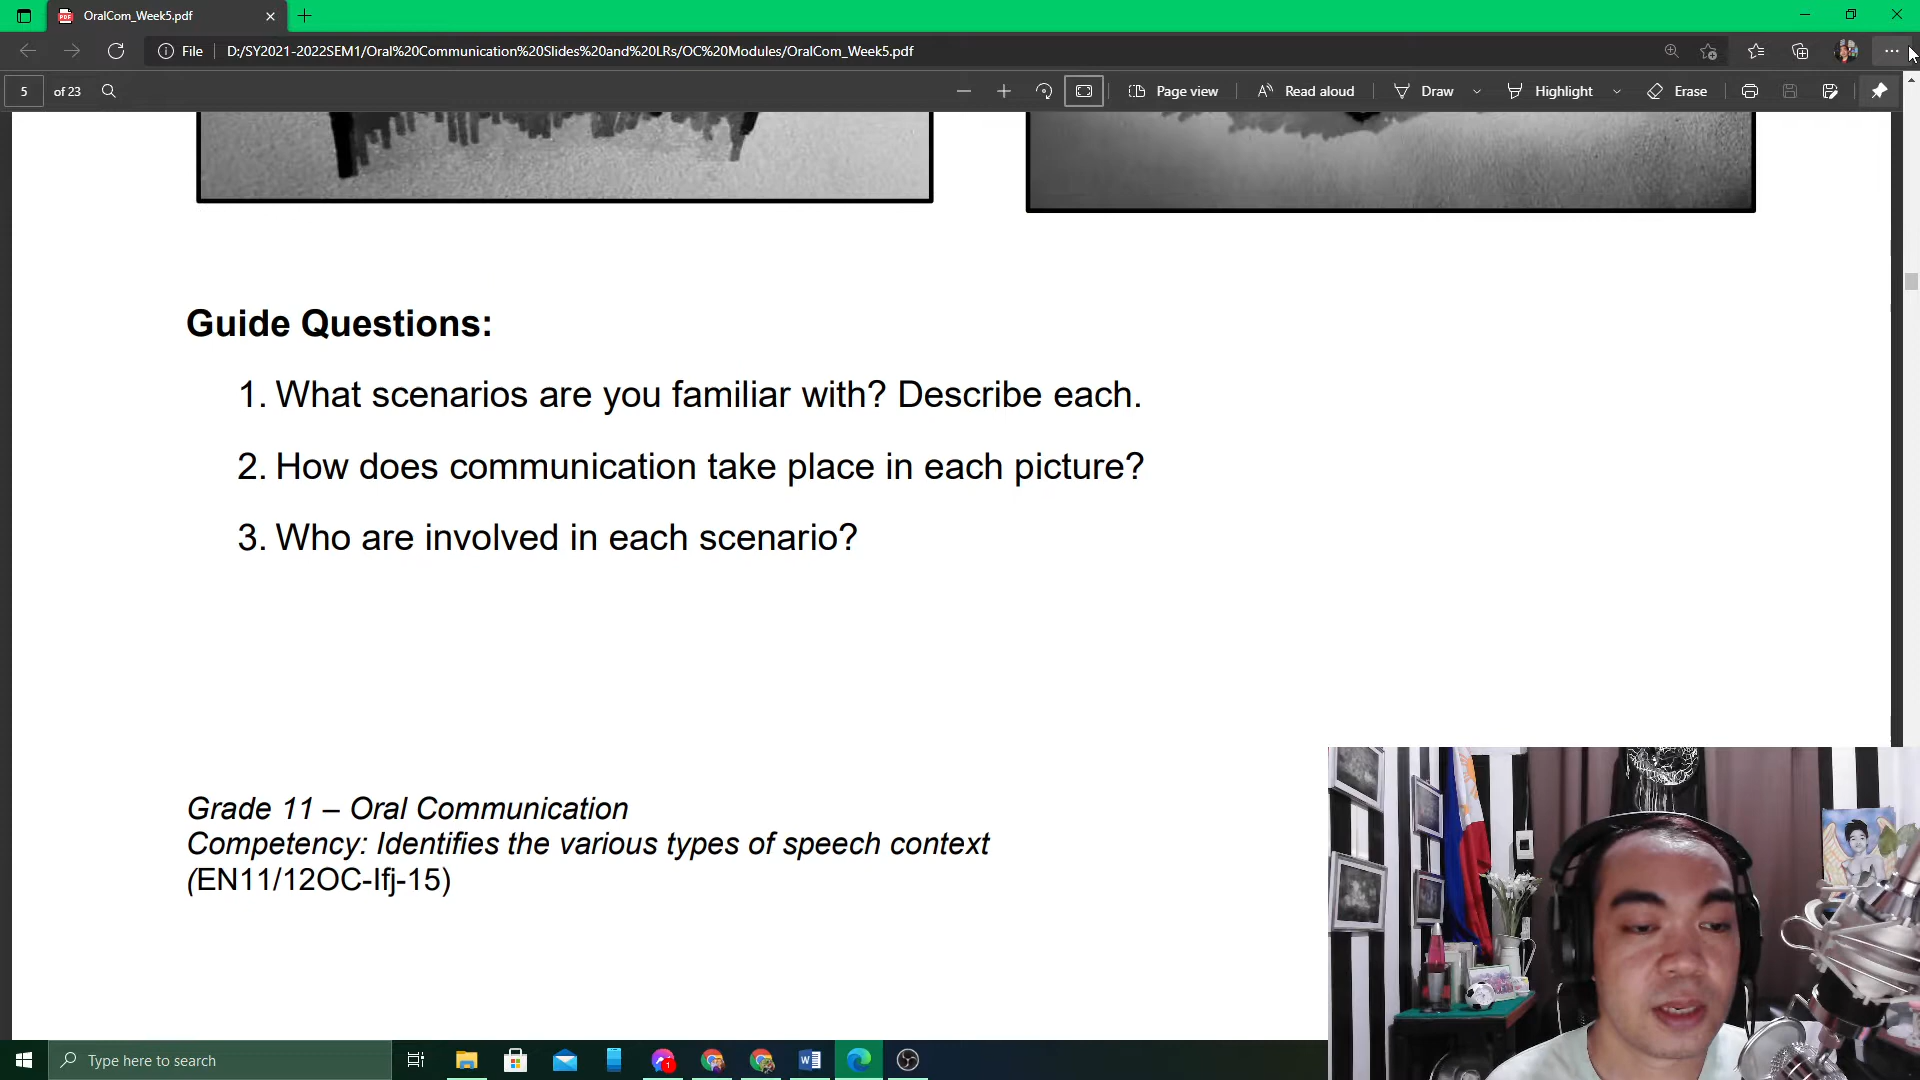 OralCom_Week5.pdf
File
D:/SY2021-2022SEM1/Oral%20Communication%20Slides%20and%20LRs/OC%20Modules/OralCom_Week5.pdf
5 of 23
Page view
Read aloud
Draw
Highlight
Erase
Guide Questions:
1. What scenarios are you familiar with? Describe each.
2. How does communication take place in each picture?
3. Who are involved in each scenario?
Grade 11 – Oral Communication
Competency: Identifies the various types of speech context
(EN11/12OC-Ifj-15)
Type here to search
1